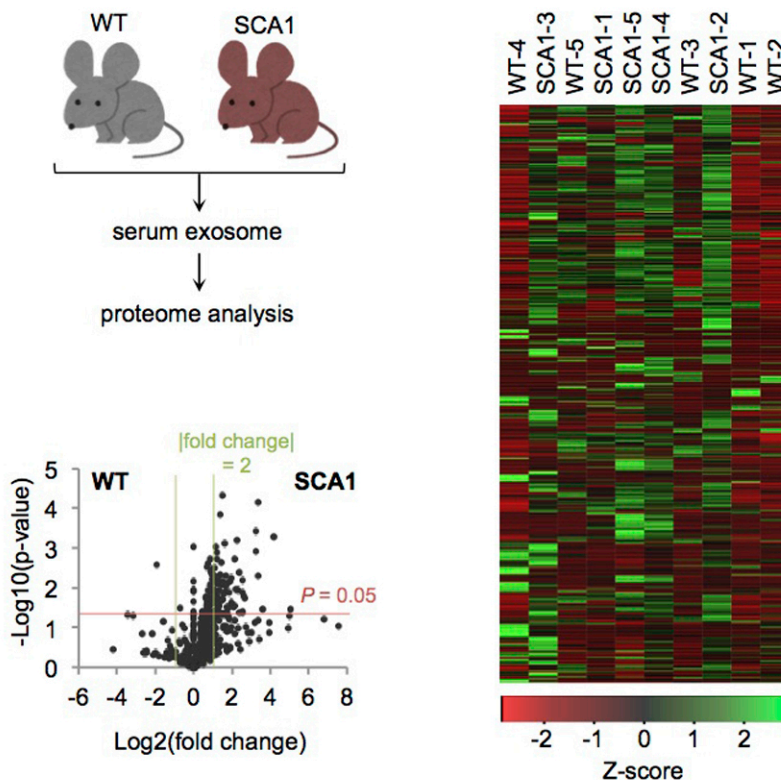 WT SCA1
serum exosome
proteome analysis
|fold change|
= 2
WT SCA1
P = 0.05
-Log10(p-value)
5
4
3
2
1
0
-6 -4 -2 0 2 4 6 8
Log2(fold change)
WT-4 SCA1-3 WT-5 SCA1-1 SCA1-5 SCA1-4 WT-3 SCA1-2 WT-1 WT-2
-2 -1 0 1 2
Z-score